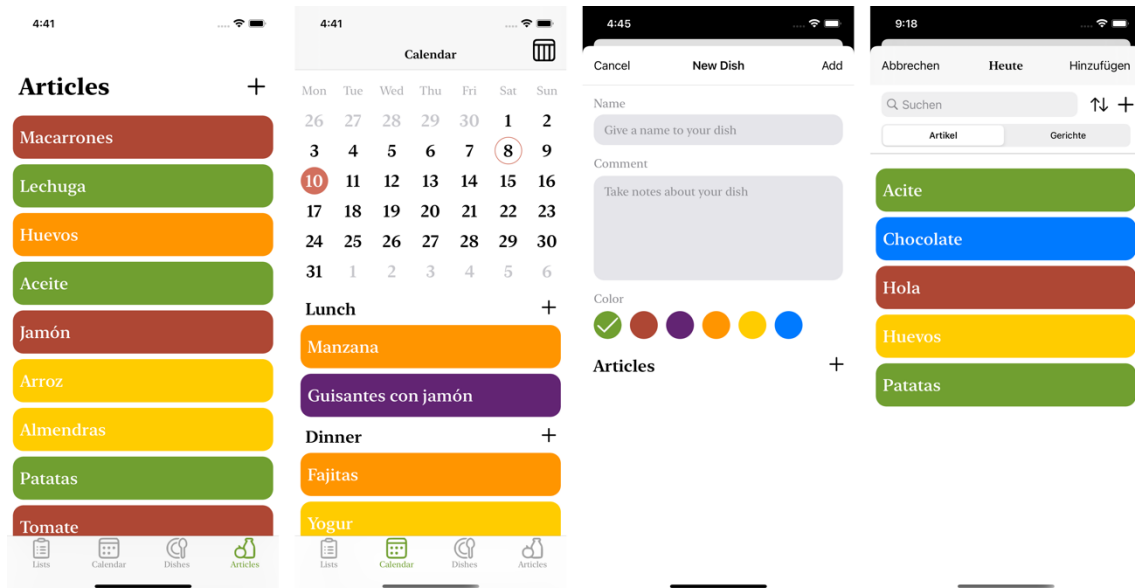 4:41
Articles
Macarrones
Lechuga
Huevos
Aceite
Jamón
Arroz
Almendras
Patatas
Tomate
Lists Calendar Dishes Articles
4:41
Calendar
Mon Tue Wed Thu Fri Sat Sun
26 27 28 29 30 1 2
3 4 5 6 7 8 9
10 11 12 13 14 15 16
17 18 19 20 21 22 23
24 25 26 27 28 29 30
31 1 2 3 4 5 6
Lunch
Manzana
Guisantes con jamón
Dinner
Fajitas
Yogur
Lists Calendar Dishes Articles
4:45
Cancel New Dish Add
Name
Give a name to your dish
Comment
Take notes about your dish
Color
Articles
9:18
Abbrechen Heute Hinzufügen
Suchen
Artikel Gerichte
Acite
Chocolate
Hola
Huevos
Patatas